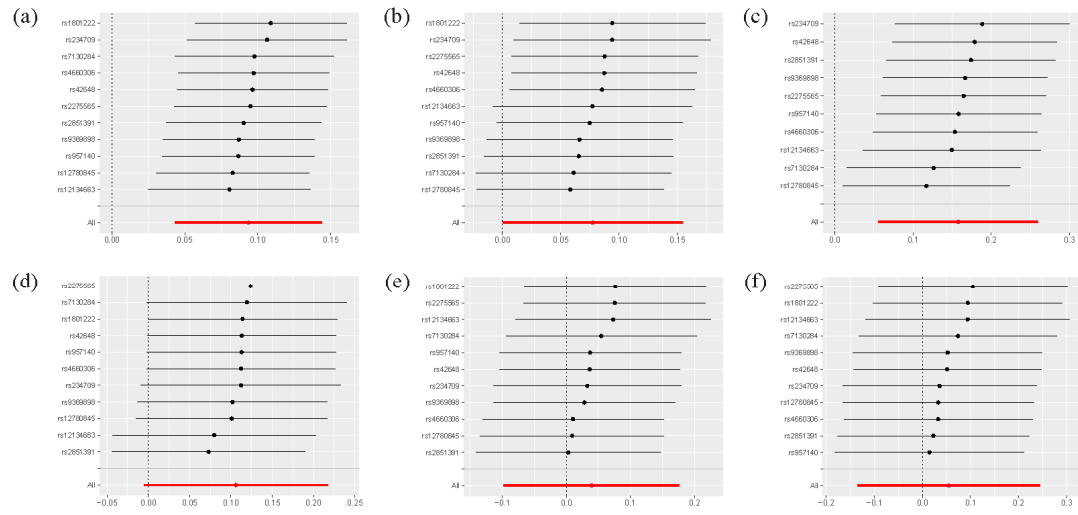 (a)
rs1801222
rs234709
rs7130284
rs4660306
rs42648
rs2275565
rs2851391
rs9369898
rs957140
rs12780845
rs12134663
All
0.00 0.05 0.10 0.15
(b)
rs1801222
rs234709
rs2275565
rs42648
rs4660306
rs12134663
rs957140
rs9369898
rs2851391
rs7130284
rs12780845
All
0.00 0.05 0.10 0.15
(c)
rs234709
rs42648
rs2851391
rs9369898
rs2275565
rs957140
rs4660306
rs12134663
rs7130284
rs12780845
All
0.0 0.1 0.2 0.3
(d)
rs2275565
rs7130284
rs1801222
rs42648
rs957140
rs4660306
rs234709
rs9369898
rs12780845
rs12134663
rs2851391
All
−0.05 0.00 0.05 0.10 0.15 0.20 0.25
(e)
rs1801222
rs2275565
rs12134663
rs7130284
rs957140
rs42648
rs234709
rs9369898
rs4660306
rs12780845
rs2851391
All
−0.1 0.0 0.1 0.2
(f)
rs2275565
rs1801222
rs12134663
rs7130284
rs9369898
rs42648
rs234709
rs12780845
rs4660306
rs2851391
rs957140
All
−0.2 −0.1 0.0 0.1 0.2 0.3